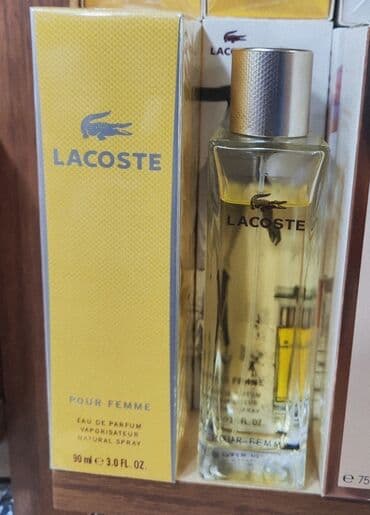 LACOSTE
POUR FEMME
EAU DE PARFUM
VAPORISATEUR
NATURAL SPRAY
90 ml e 3.0 FL. OZ.
LACOSTE
LACOSTE
POUR FEMME
e 75